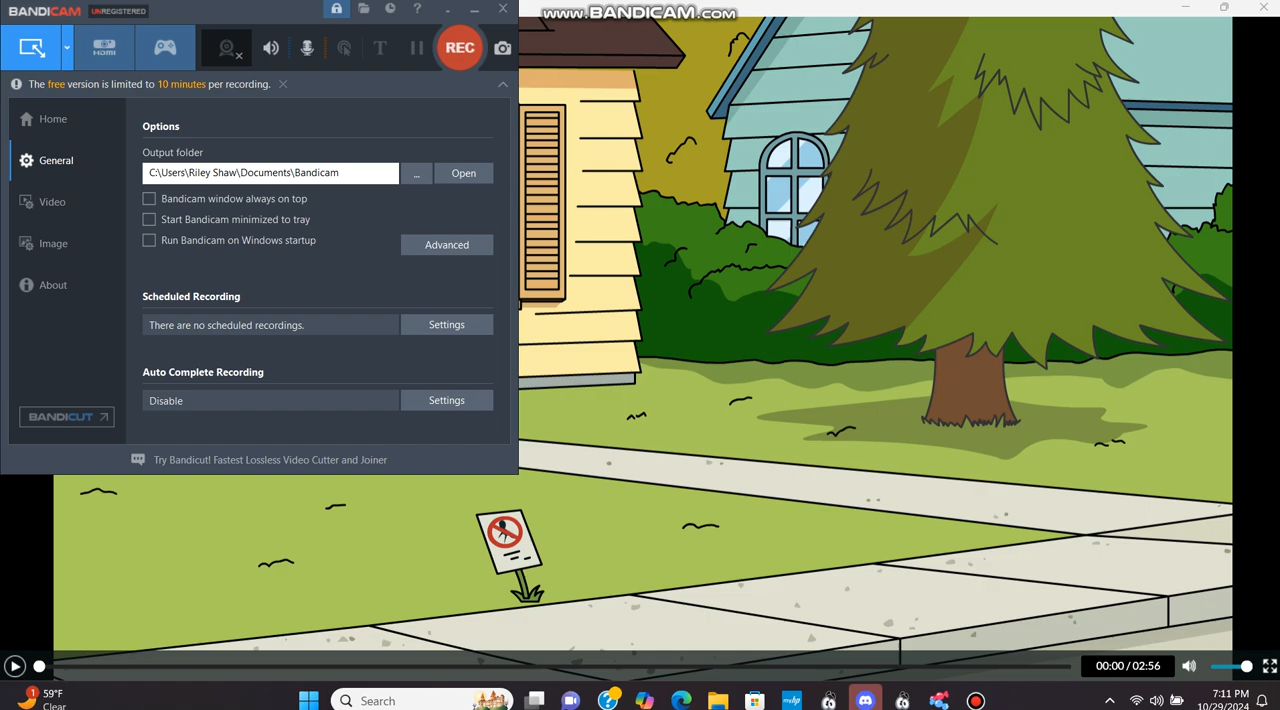 BANDICAM UNREGISTERED
www.BANDICAM.com
HDMI
T
REC
The free version is limited to 10 minutes per recording.
Home
General
Video
Image
About
BANDICUT
Options
Output folder
C:\Users\Riley Shaw\Documents\Bandicam
...
Open
Bandicam window always on top
Start Bandicam minimized to tray
Run Bandicam on Windows startup
Advanced
Scheduled Recording
There are no scheduled recordings.
Settings
Auto Complete Recording
Disable
Settings
Try Bandicut! Fastest Lossless Video Cutter and Joiner
00:00 / 02:56
1
59°F
Clear
Search
myhp
7:11 PM
10/29/2024